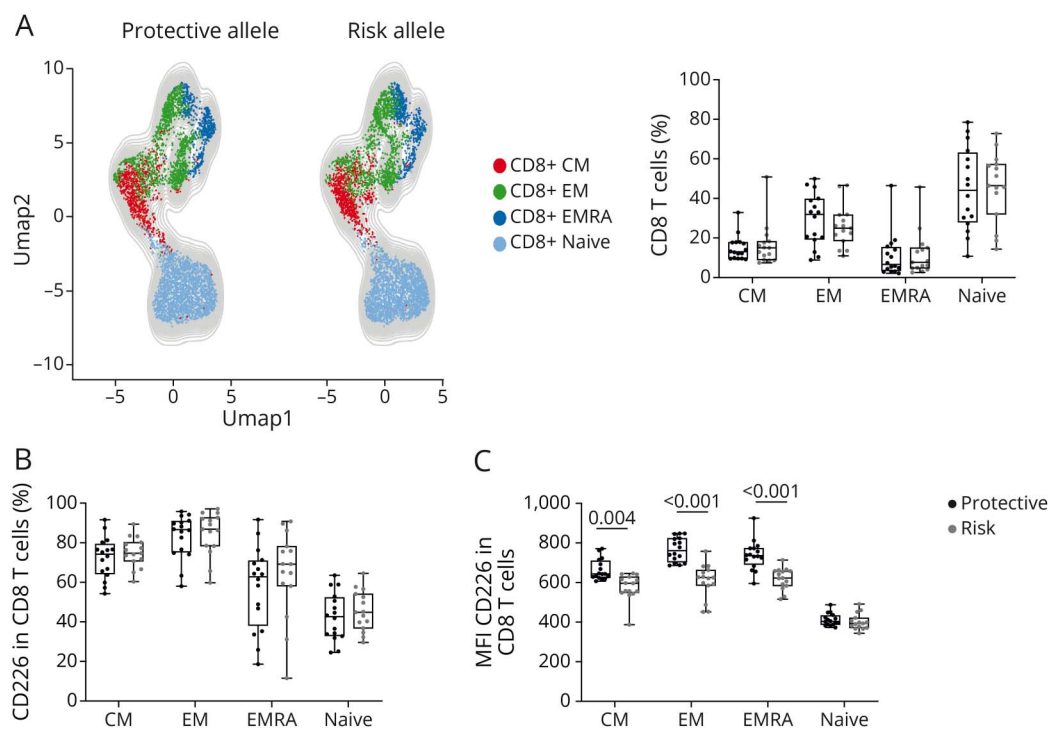 A
Protective allele
Risk allele
10
5
0
−5
−10
Umap2
−5 0 5
−5 0 5
Umap1
CD8+ CM
CD8+ EM
CD8+ EMRA
CD8+ Naive
CD8 T cells (%)
100
80
60
40
20
0
CM EM EMRA Naive
B
CD226 in CD8 T cells (%)
100
80
60
40
20
0
CM EM EMRA Naive
C
MFI CD226 in
CD8 T cells
1,000
800
600
400
200
0
0.004
<0.001
<0.001
CM EM EMRA Naive
Protective
Risk